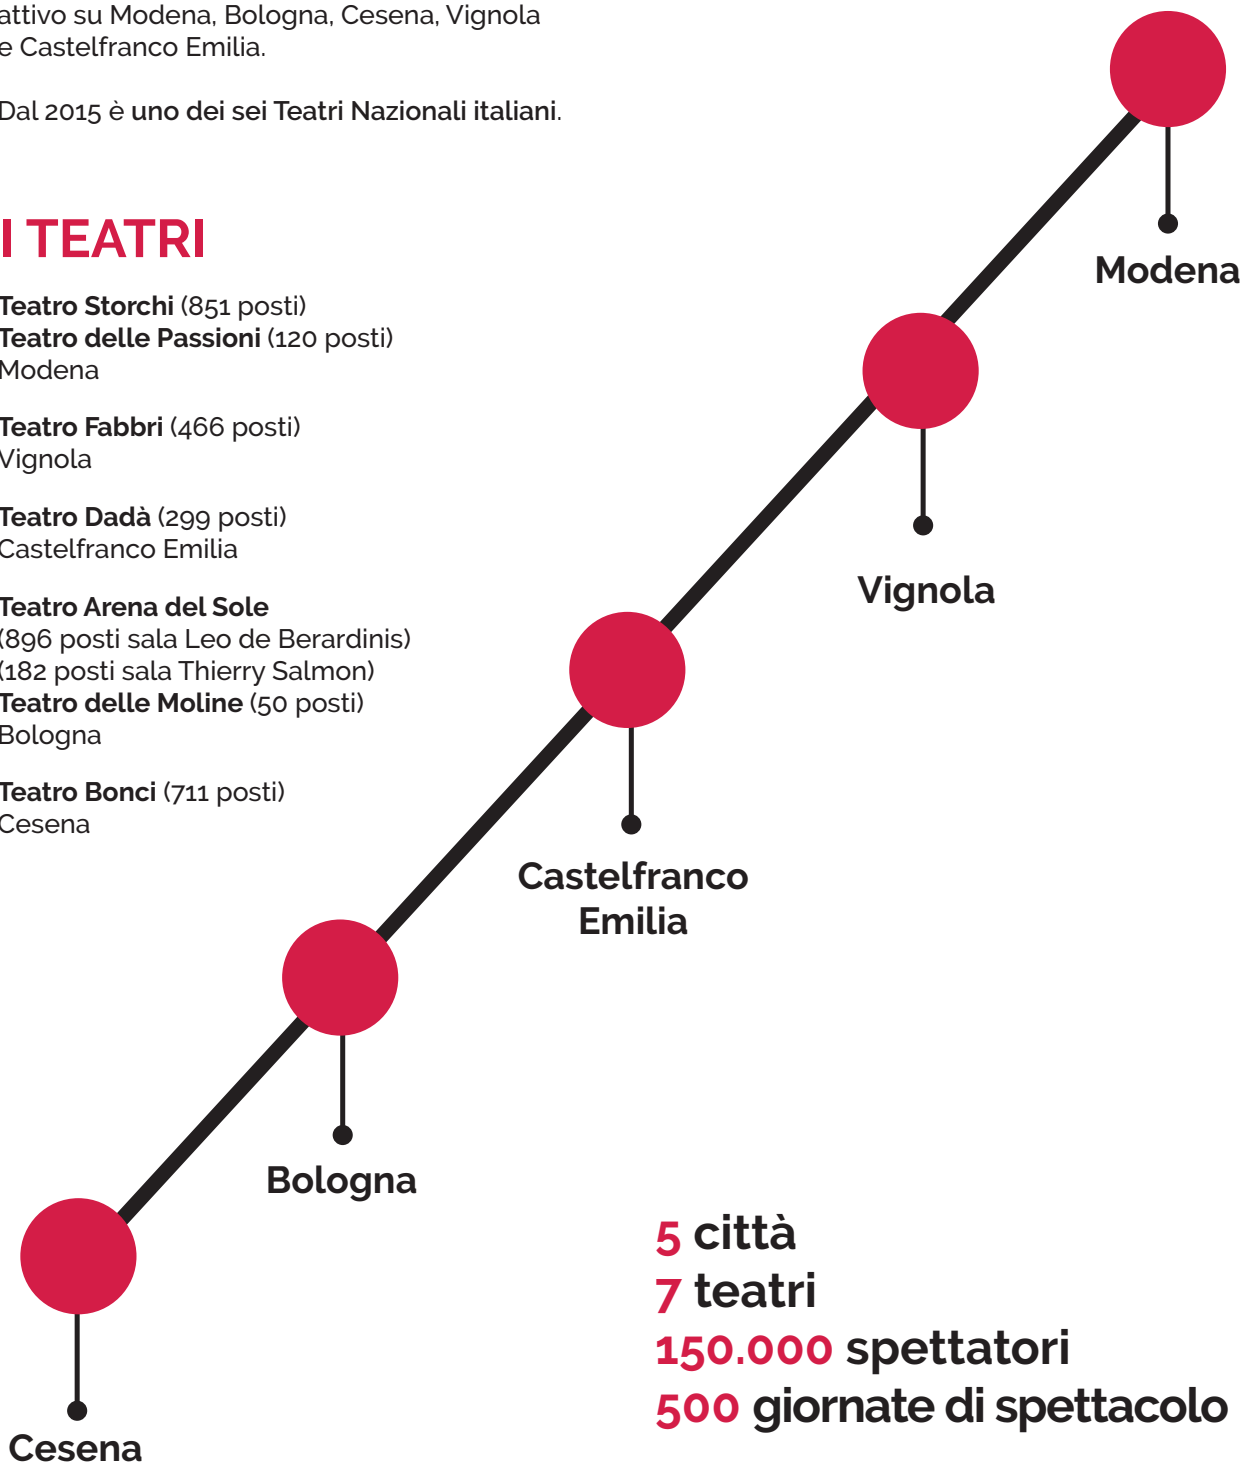 attivo su Modena, Bologna, Cesena, Vignola
e Castelfranco Emilia.
Dal 2015 è uno dei sei Teatri Nazionali italiani.
I TEATRI
Teatro Storchi (851 posti)
Teatro delle Passioni (120 posti)
Modena
Teatro Fabbri (466 posti)
Vignola
Teatro Dadà (299 posti)
Castelfranco Emilia
Teatro Arena del Sole
(896 posti sala Leo de Berardinis)
(182 posti sala Thierry Salmon)
Teatro delle Moline (50 posti)
Bologna
Teatro Bonci (711 posti)
Cesena
Modena
Vignola
Castelfranco
Emilia
Bologna
Cesena
5 città
7 teatri
150.000 spettatori
500 giornate di spettacolo